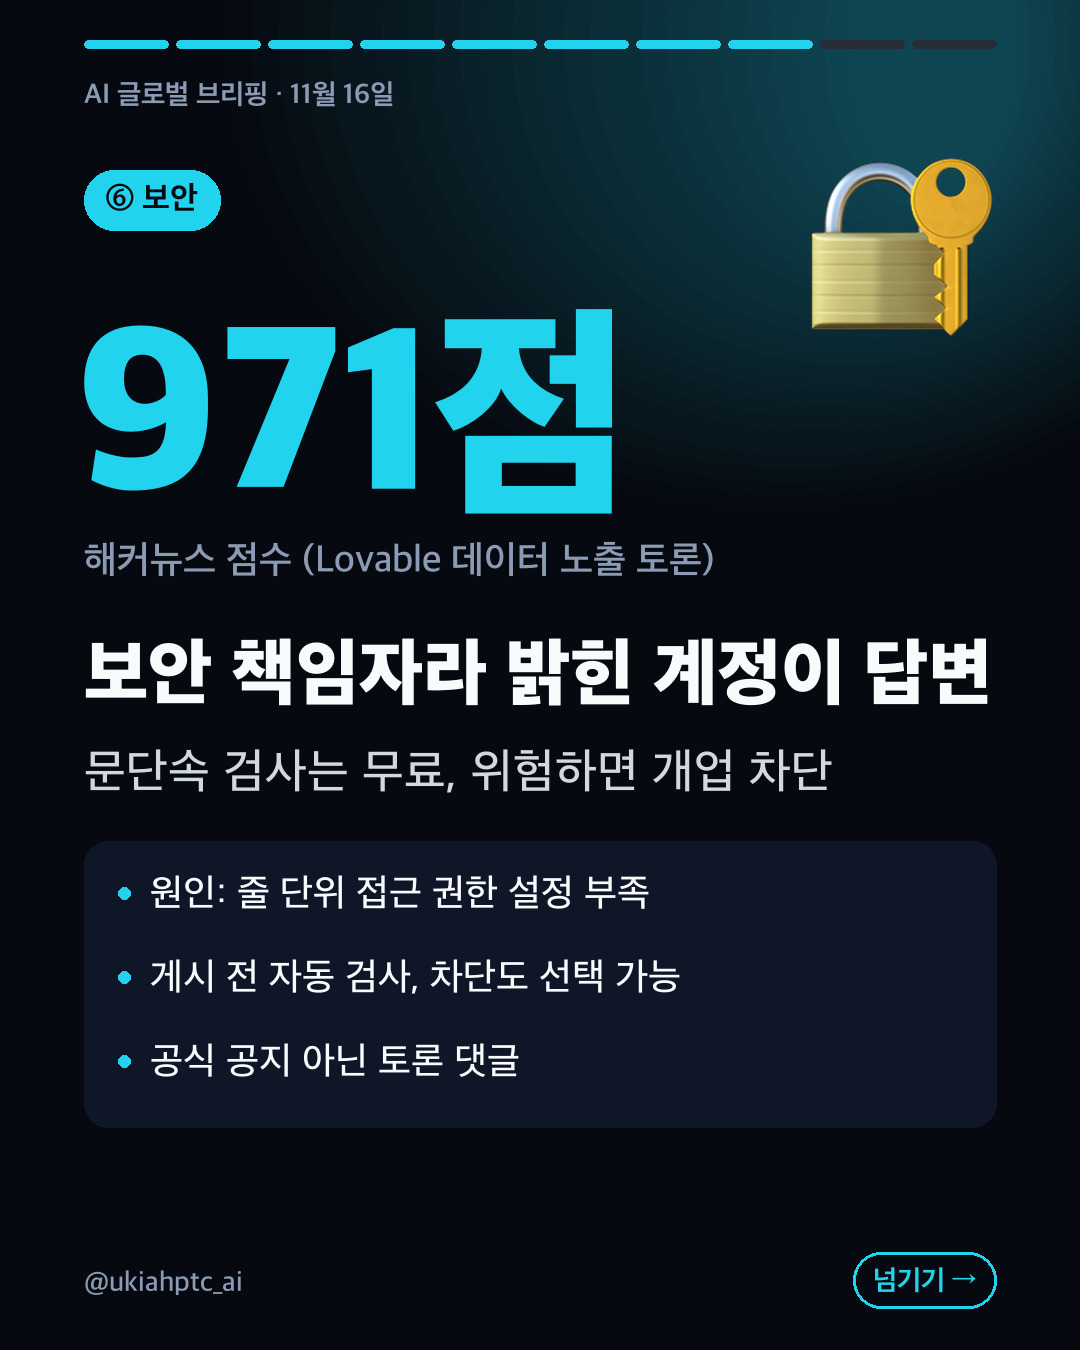 AI 글로벌 브리핑 · 11월 16일
⑥ 보안
971점
해커뉴스 점수 (Lovable 데이터 노출 토론)
보안 책임자라 밝힌 계정이 답변
문단속 검사는 무료, 위험하면 개업 차단
• 원인: 줄 단위 접근 권한 설정 부족
• 게시 전 자동 검사, 차단도 선택 가능
• 공식 공지 아닌 토론 댓글
@ukiahptc_ai
넘기기 →